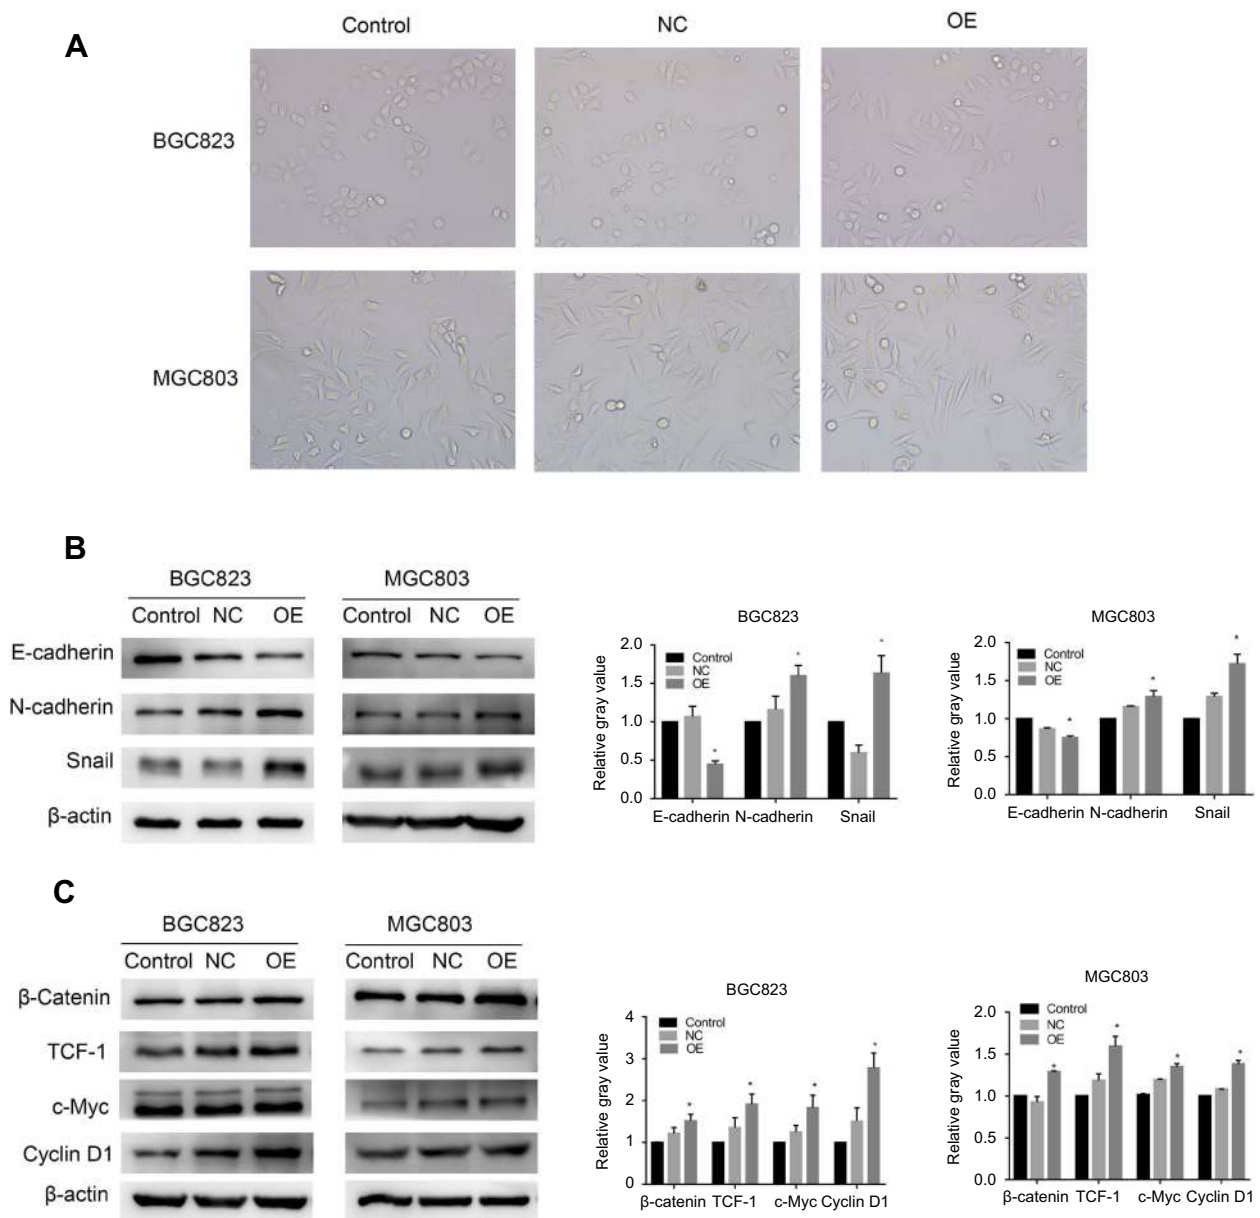 A
Control NC OE
BGC823
MGC803
B
BGC823 MGC803
Control NC OE Control NC OE
E-cadherin
N-cadherin
Snail
β-actin
BGC823
Relative gray value
2.0
1.5
1.0
0.5
0.0
Control
NC
OE
* * *
E-cadherin N-cadherin Snail
MGC803
Relative gray value
2.0
1.5
1.0
0.5
0.0
Control
NC
OE
* * *
E-cadherin N-cadherin Snail
C
BGC823 MGC803
Control NC OE Control NC OE
β-Catenin
TCF-1
c-Myc
Cyclin D1
β-actin
BGC823
Relative gray value
4
3
2
1
0
Control
NC
OE
* * * *
β-catenin TCF-1 c-Myc Cyclin D1
MGC803
Relative gray value
2.0
1.5
1.0
0.5
0
Control
NC
OE
* * * *
β-catenin TCF-1 c-Myc Cyclin D1